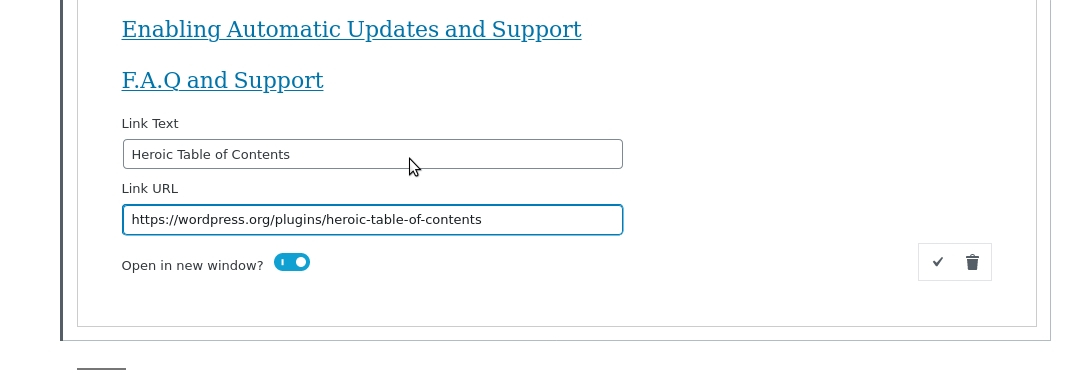 Enabling Automatic Updates and Support
F.A.Q and Support
Link Text
Heroic Table of Contents
Link URL
https://wordpress.org/plugins/heroic-table-of-contents
Open in new window?